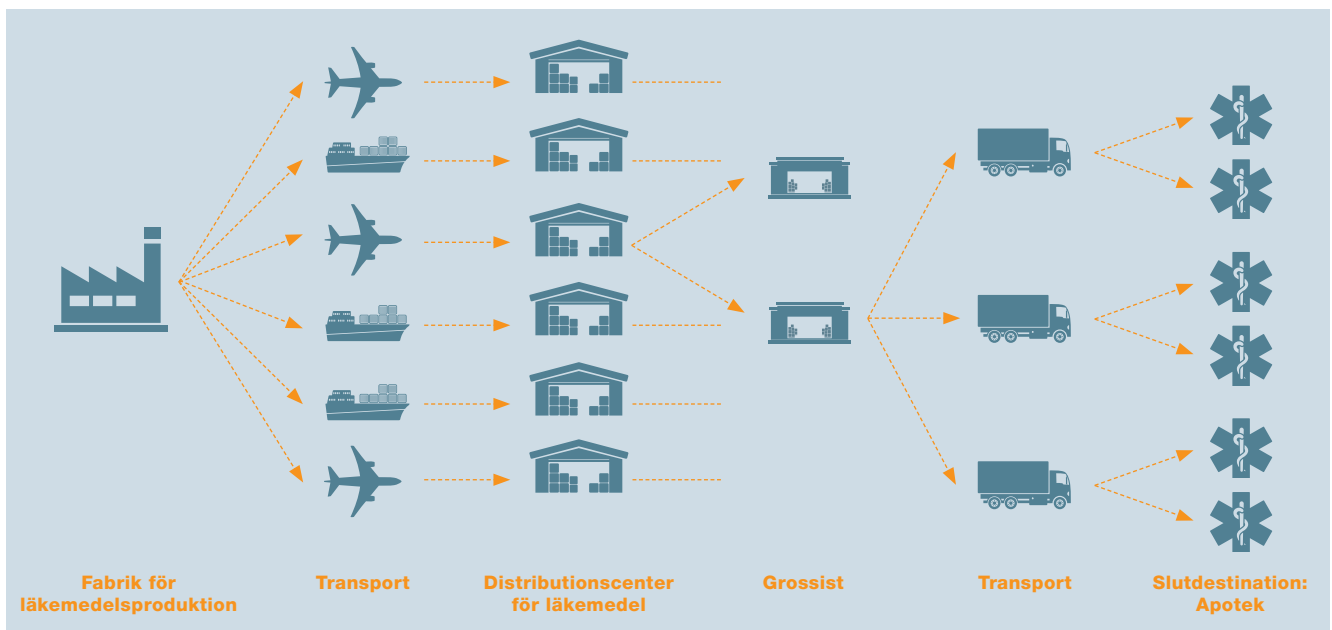 Fabrik för
läkemedelsproduktion
Transport
Distributionscenter
för läkemedel
Grossist
Transport
Slutdestination:
Apotek